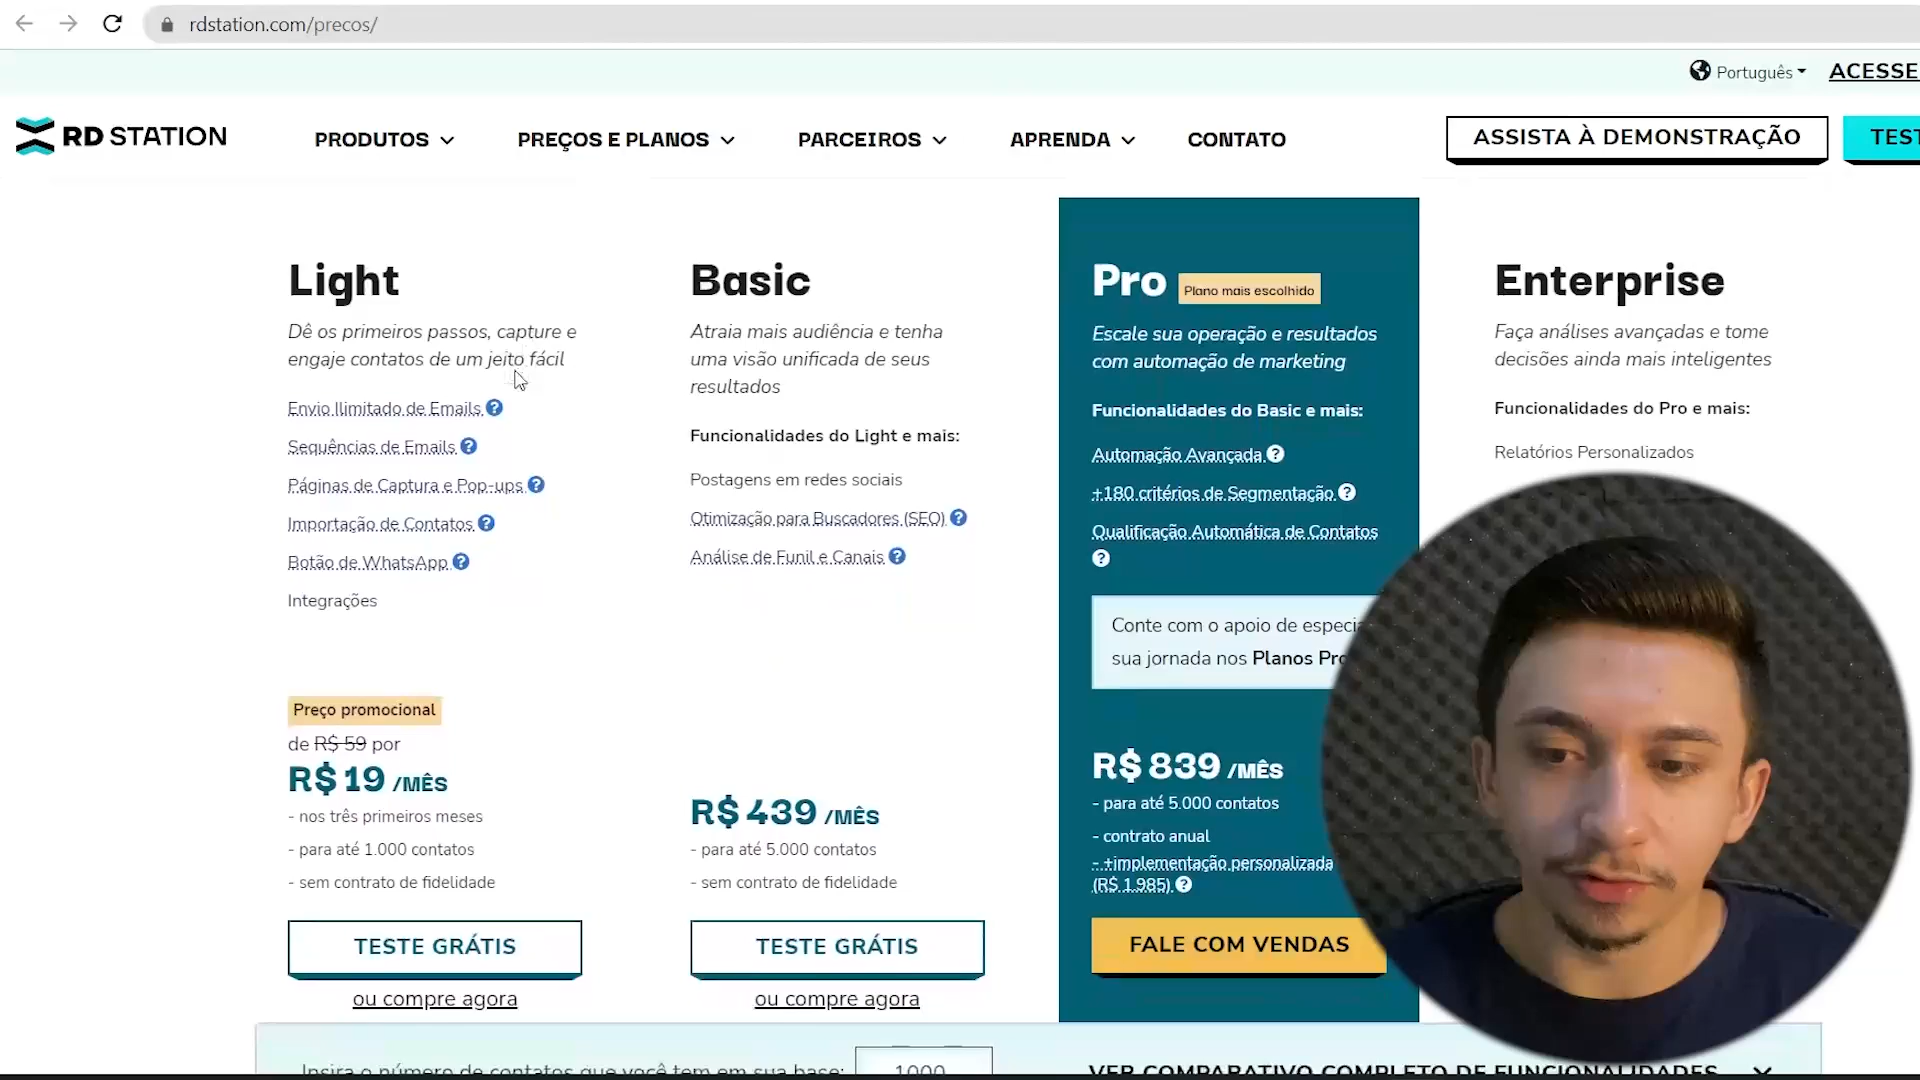 rdstation.com/precos/
Português
ACESSE
RD STATION
PRODUTOS
PREÇOS E PLANOS
PARCEIROS
APRENDA
CONTATO
ASSISTA À DEMONSTRAÇÃO
TEST
Light
Dê os primeiros passos, capture e
engaje contatos de um jeito fácil
Envio Ilimitado de Emails ?
Sequências de Emails ?
Páginas de Captura e Pop-ups ?
Importação de Contatos ?
Botão de WhatsApp ?
Integrações
Preço promocional
de R$ 59 por
R$ 19 /MÊS
- nos três primeiros meses
- para até 1.000 contatos
- sem contrato de fidelidade
TESTE GRÁTIS
ou compre agora
Basic
Atraia mais audiência e tenha
uma visão unificada de seus
resultados
Funcionalidades do Light e mais:
Postagens em redes sociais
Otimização para Buscadores (SEO) ?
Análise de Funil e Canais ?
R$ 439 /MÊS
- para até 5.000 contatos
- sem contrato de fidelidade
TESTE GRÁTIS
ou compre agora
Pro
Plano mais escolhido
Escale sua operação e resultados
com automação de marketing
Funcionalidades do Basic e mais:
Automação Avançada ?
+180 critérios de Segmentação ?
Qualificação Automática de Contatos
?
Conte com o apoio de especia
sua jornada nos Planos Pro
R$ 839 /MÊS
- para até 5.000 contatos
- contrato anual
- +implementação personalizada
(R$ 1.985) ?
FALE COM VENDAS
Enterprise
Faça análises avançadas e tome
decisões ainda mais inteligentes
Funcionalidades do Pro e mais:
Relatórios Personalizados
Insira o número de contatos que você tem em sua base:
1000
VER COMPARATIVO COMPLETO DE FUNCIONALIDADES